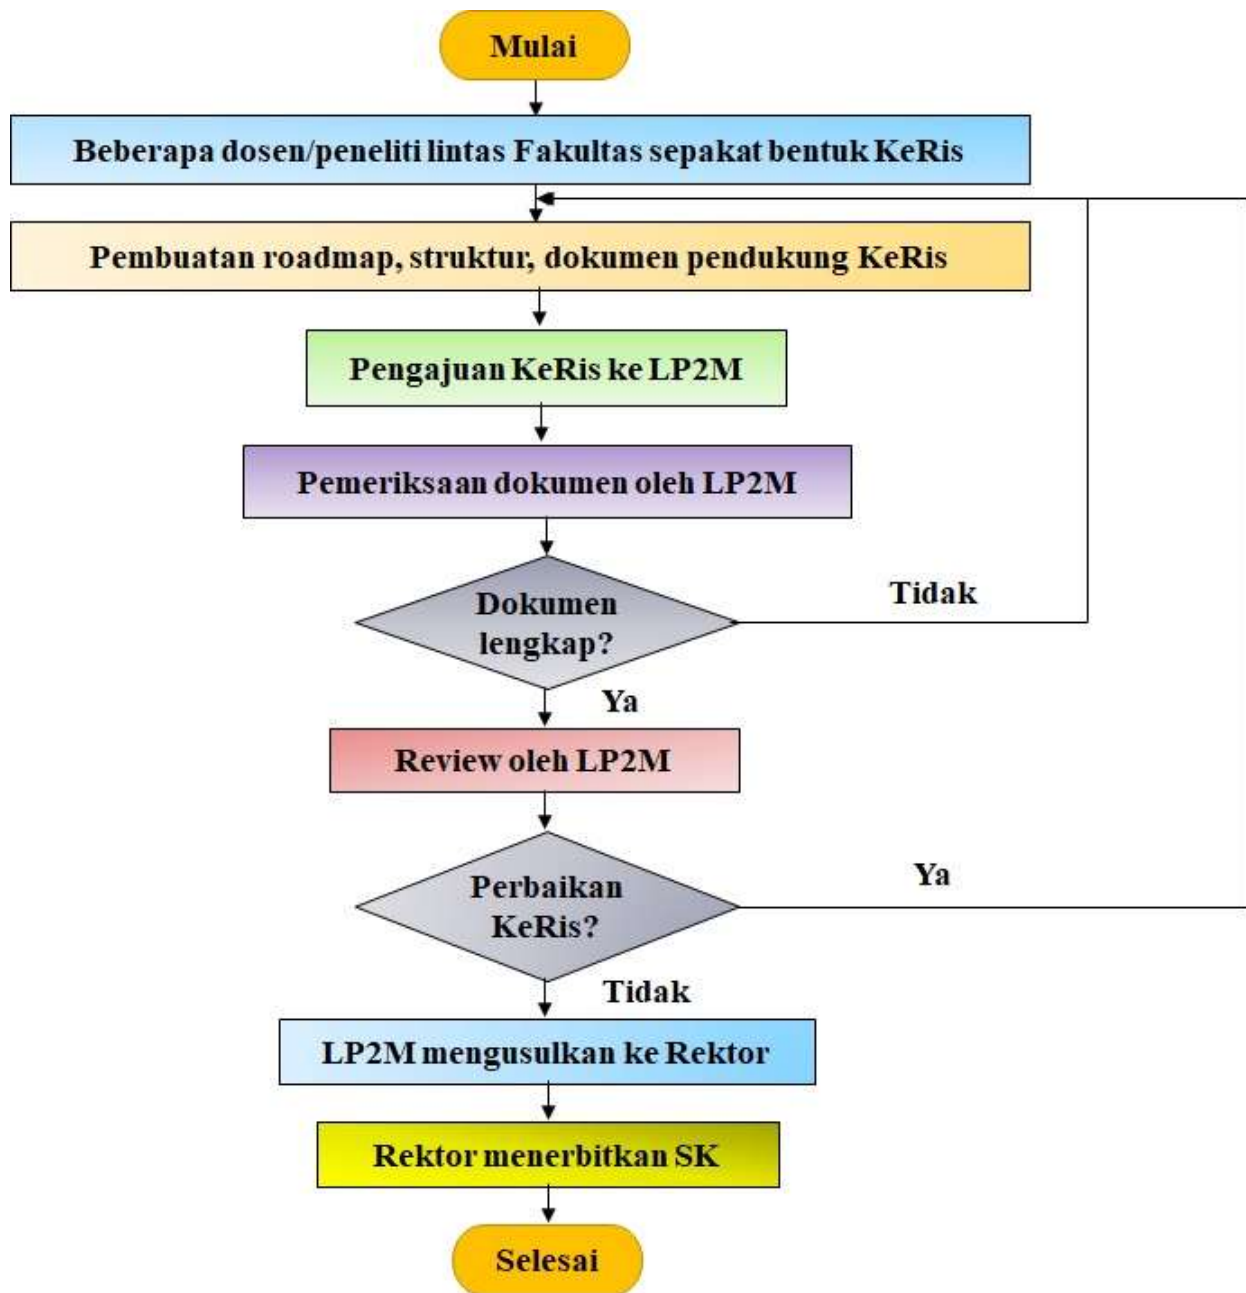 Mulai
Beberapa dosen/peneliti lintas Fakultas sepakat bentuk KeRis
Pembuatan roadmap, struktur, dokumen pendukung KeRis
Pengajuan KeRis ke LP2M
Pemeriksaan dokumen oleh LP2M
Dokumen
lengkap?
Tidak
Ya
Review oleh LP2M
Perbaikan
KeRis?
Ya
Tidak
LP2M mengusulkan ke Rektor
Rektor menerbitkan SK
Selesai